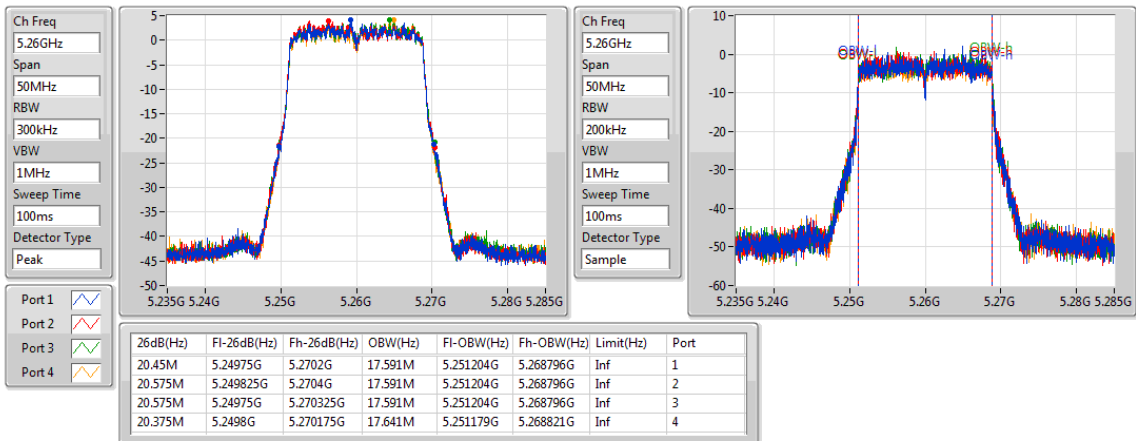 Ch Freq
5.26GHz
Span
50MHz
RBW
300kHz
VBW
1MHz
Sweep Time
100ms
Detector Type
Peak
5
0
-5
-10
-15
-20
-25
-30
-35
-40
-45
-50
5.235G 5.24G 5.25G 5.26G 5.27G 5.28G 5.285G
Ch Freq
5.26GHz
Span
50MHz
RBW
200kHz
VBW
1MHz
Sweep Time
100ms
Detector Type
Sample
10
0
-10
-20
-30
-40
-50
-60
5.235G 5.24G 5.25G 5.26G 5.27G 5.28G 5.285G
Port 1
Port 2
Port 3
Port 4
26dB(Hz) Fl-26dB(Hz) Fh-26dB(Hz) OBW(Hz) Fl-OBW(Hz) Fh-OBW(Hz) Limit(Hz) Port
20.45M 5.24975G 5.2702G 17.591M 5.251204G 5.268796G Inf 1
20.575M 5.249825G 5.2704G 17.591M 5.251204G 5.268796G Inf 2
20.575M 5.24975G 5.270325G 17.591M 5.251204G 5.268796G Inf 3
20.375M 5.2498G 5.270175G 17.641M 5.251179G 5.268821G Inf 4